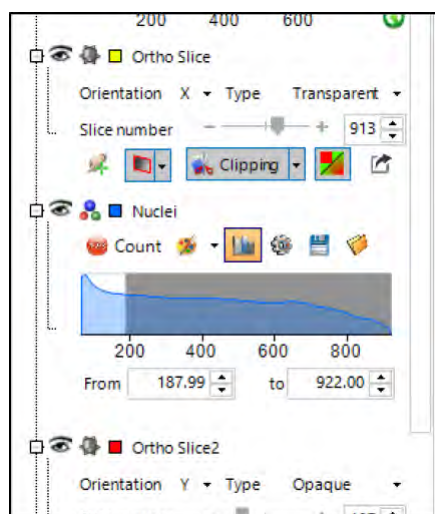 200 400 600
Ortho Slice
Orientation X Type Transparent
Slice number 913
Clipping
Nuclei
Count
200 400 600 800
From 187.99 to 922.00
Ortho Slice2
Orientation Y Type Opaque